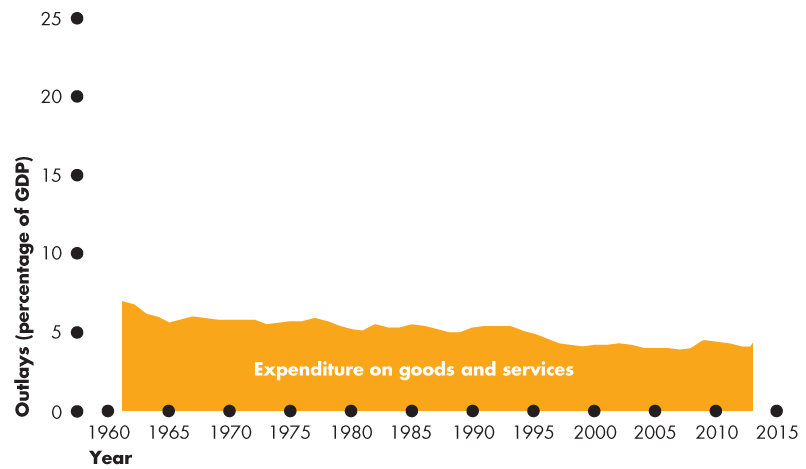 25
20
15
10
5
0
Outlays (percentage of GDP)
Expenditure on goods and services
1960 1965 1970 1975 1980 1985 1990 1995 2000 2005 2010 2015
Year